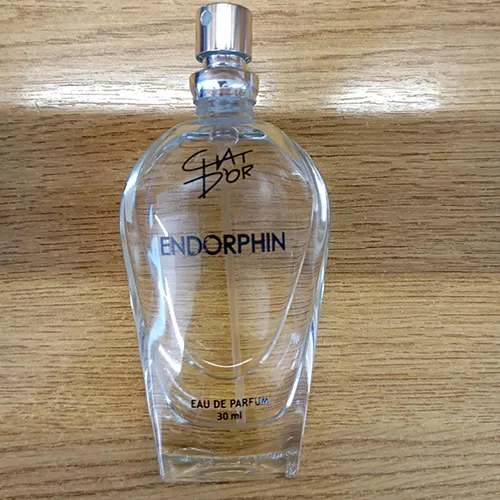 CHAT
D'OR
ENDORPHIN
EAU DE PARFUM
30 ml